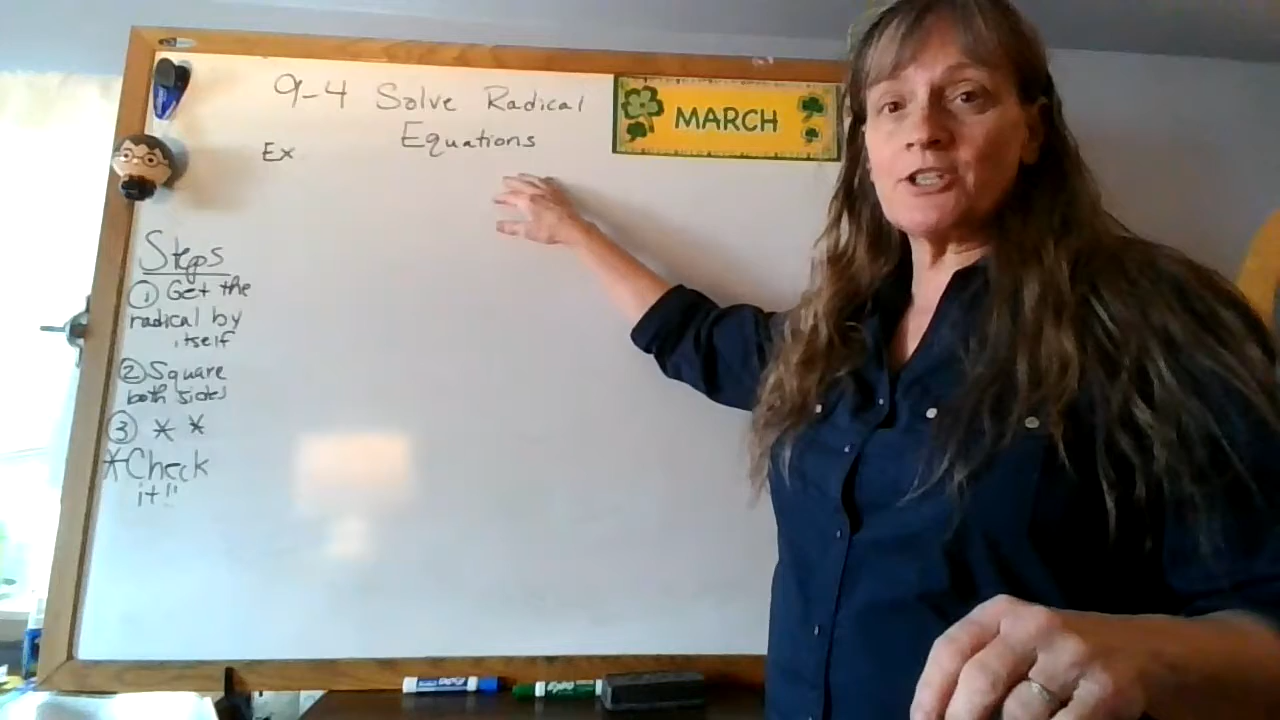 9-4 Solve Radical
Equations
MARCH
Ex
Steps
① Get the
radical by
itself
② Square
both sides
③ * *
*Check
it!!